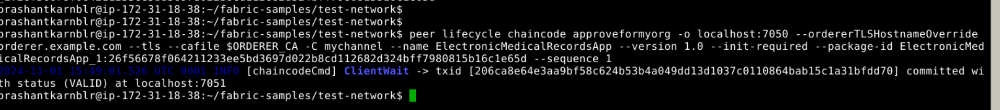 prashantkarnblr@ip-172-31-18-38:~/fabric-samples/test-network$
prashantkarnblr@ip-172-31-18-38:~/fabric-samples/test-network$
prashantkarnblr@ip-172-31-18-38:~/fabric-samples/test-network$ peer lifecycle chaincode approveformyorg -o localhost:7050 --ordererTLSHostnameOverride
orderer.example.com --tls --cafile $ORDERER_CA -C mychannel --name ElectronicMedicalRecordsApp --version 1.0 --init-required --package-id ElectronicMed
icalRecordsApp_1:26f56678f064211233ee5bd3697d022b8cd112682d324bff7980815b16c1e65d --sequence 1
2024-11-01 15:49:01.526 UTC 0001 INFO [chaincodeCmd] ClientWait -> txid [206ca8e64e3aa9bf58c624b53b4a049dd13d1037c0110864bab15c1a31bfdd70] committed wi
th status (VALID) at localhost:7051
prashantkarnblr@ip-172-31-18-38:~/fabric-samples/test-network$